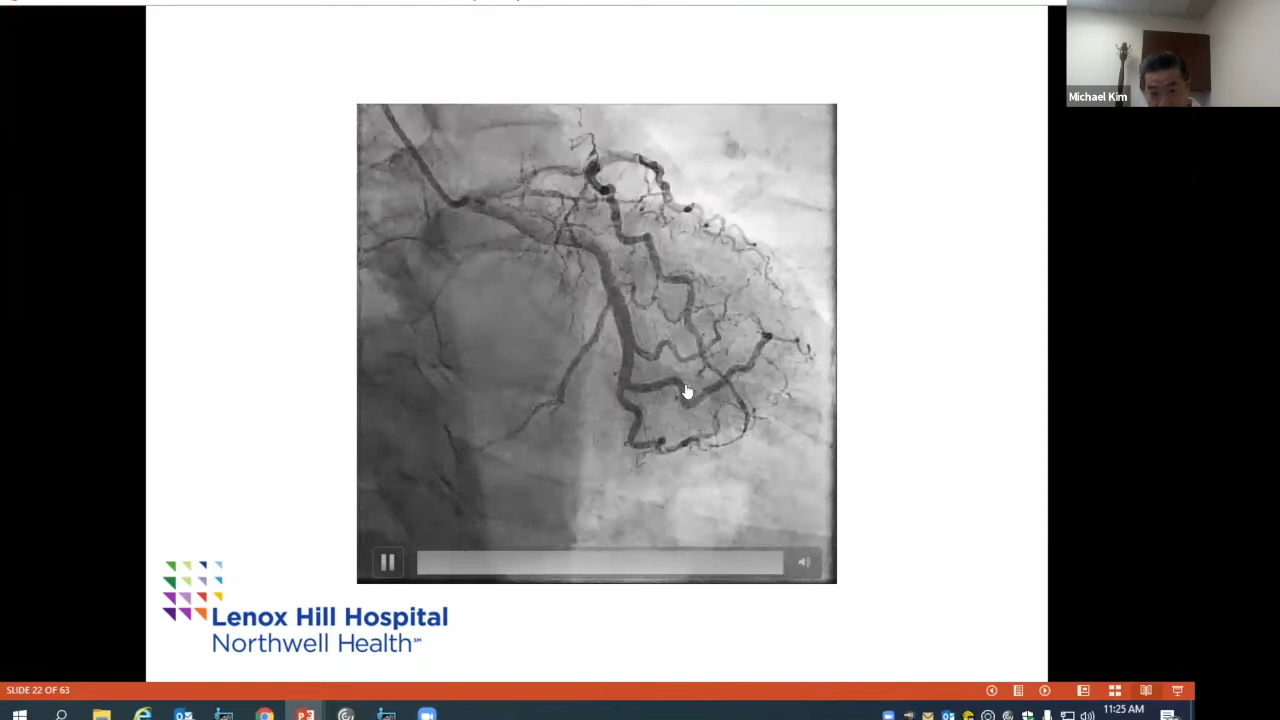 Michael Kim
Lenox Hill Hospital
Northwell Health℠
SLIDE 22 OF 63
11:25 AM